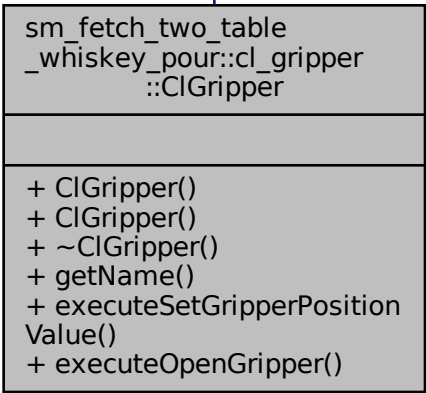 sm_fetch_two_table
_whiskey_pour::cl_gripper
::ClGripper
+ ClGripper()
+ ClGripper()
+ ~ClGripper()
+ getName()
+ executeSetGripperPosition
Value()
+ executeOpenGripper()